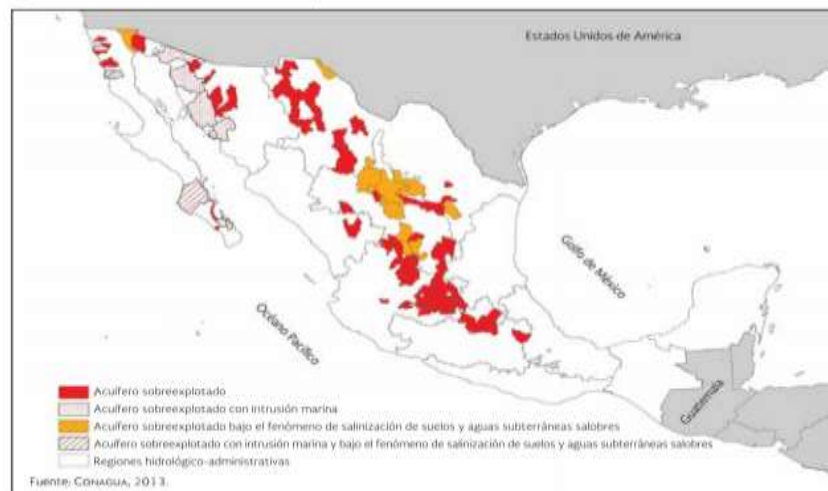 Estados Unidos de América
Golfo de México
Océano Pacífico
Guatemala
Acuífero sobreexplotado
Acuífero sobreexplotado con intrusión marina
Acuífero sobreexplotado bajo el fenómeno de salinización de suelos y aguas subterráneas salobres
Acuífero sobreexplotado con intrusión marina y bajo el fenómeno de salinización de suelos y aguas subterráneas salobres
Regiones hidrológico-administrativas
Fuente: CONAGUA, 2013.